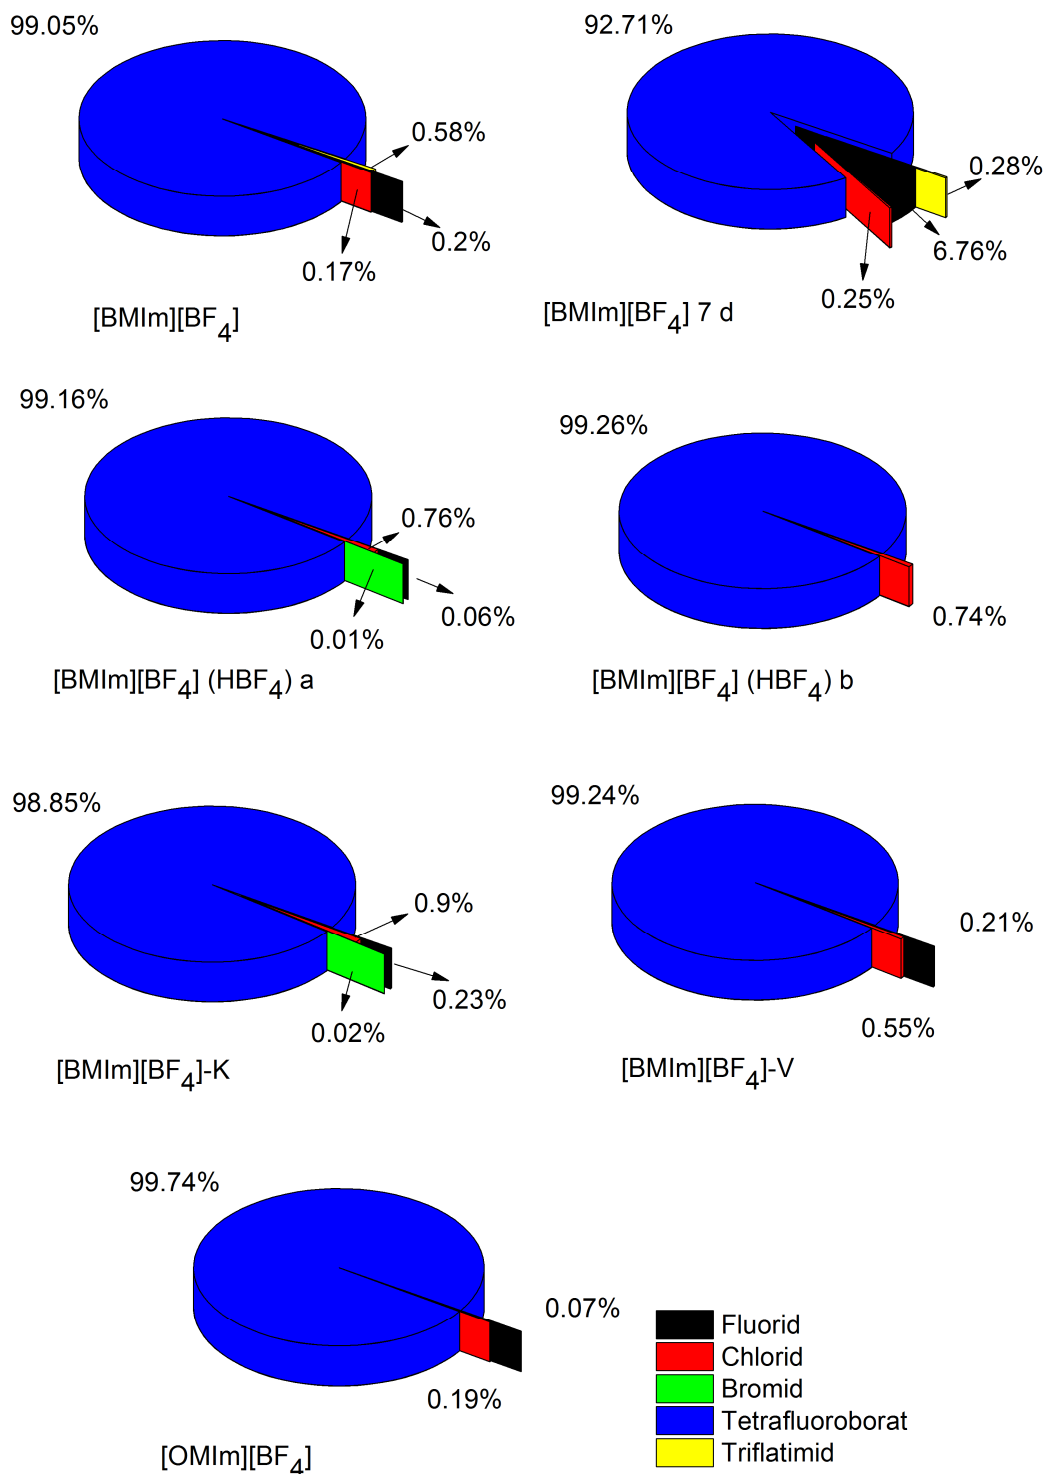 99.05%
0.58%
0.2%
0.17%
[BMIm][BF4]
92.71%
0.28%
6.76%
0.25%
[BMIm][BF4] 7 d
99.16%
0.76%
0.06%
0.01%
[BMIm][BF4] (HBF4) a
99.26%
0.74%
[BMIm][BF4] (HBF4) b
98.85%
0.9%
0.23%
0.02%
[BMIm][BF4]-K
99.24%
0.21%
0.55%
[BMIm][BF4]-V
99.74%
0.07%
0.19%
[OMIm][BF4]
Fluorid
Chlorid
Bromid
Tetrafluoroborat
Triflatimid